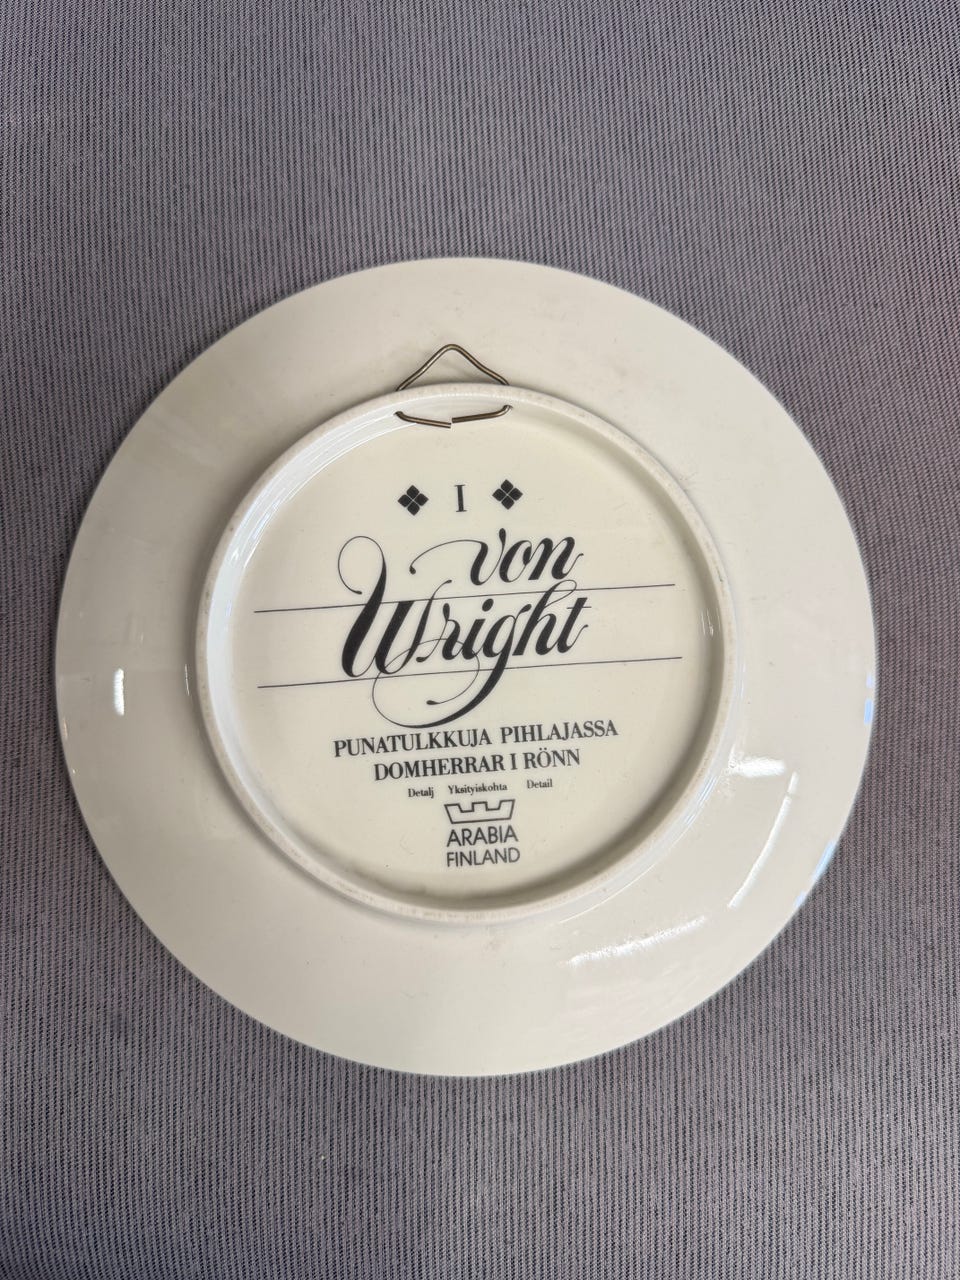 I
von
Wright
PUNATULKKUJA PIHLAJASSA
DOMHERRAR I RÖNN
Detalj Yksityiskohta Detail
ARABIA
FINLAND